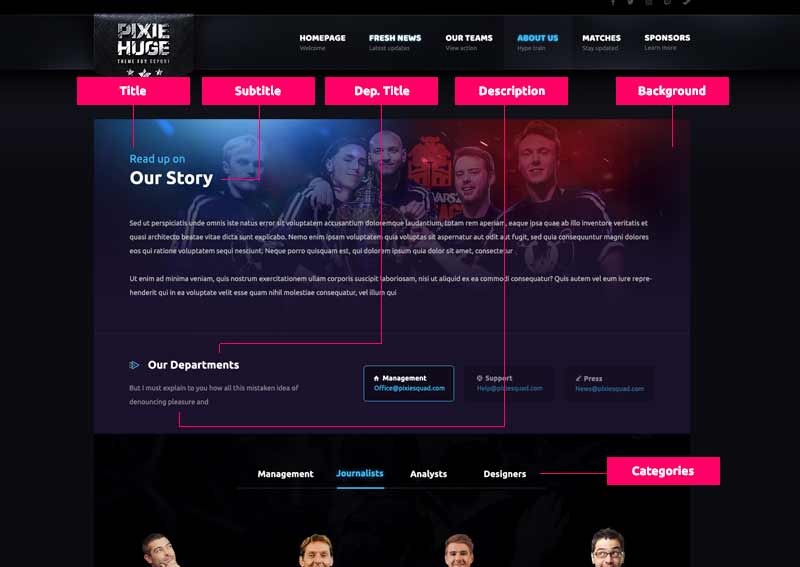 PIXIE
HUGE
THEME FOR ESPORT
HOMEPAGE
Welcome
FRESH NEWS
Latest updates
OUR TEAMS
View action
ABOUT US
Hype train
MATCHES
Stay updated
SPONSORS
Learn more
Title
Subtitle
Dep. Title
Description
Background
Read up on
Our Story
Sed ut perspiciatis unde omnis iste natus error sit voluptatem accusantium doloremque laudantium, totam rem aperiam, eaque ipsa quae ab illo inventore veritatis et
quasi architecto beatae vitae dicta sunt explicabo. Nemo enim ipsam voluptatem quia voluptas sit aspernatur aut odit aut fugit, sed quia consequuntur magni dolores
eos qui ratione voluptatem sequi nesciunt. Neque porro quisquam est, qui dolorem ipsum quia dolor sit amet, consectetur
Ut enim ad minima veniam, quis nostrum exercitationem ullam corporis suscipit laboriosam, nisi ut aliquid ex ea commodi consequatur? Quis autem vel eum iure repre-
henderit qui in ea voluptate velit esse quam nihil molestiae consequatur, vel illum qui
Our Departments
But I must explain to you how all this mistaken idea of
denouncing pleasure and
Management
Office@pixiesquad.com
Support
Help@pixiesquad.com
Press
News@pixiesquad.com
Management
Journalists
Analysts
Designers
Categories